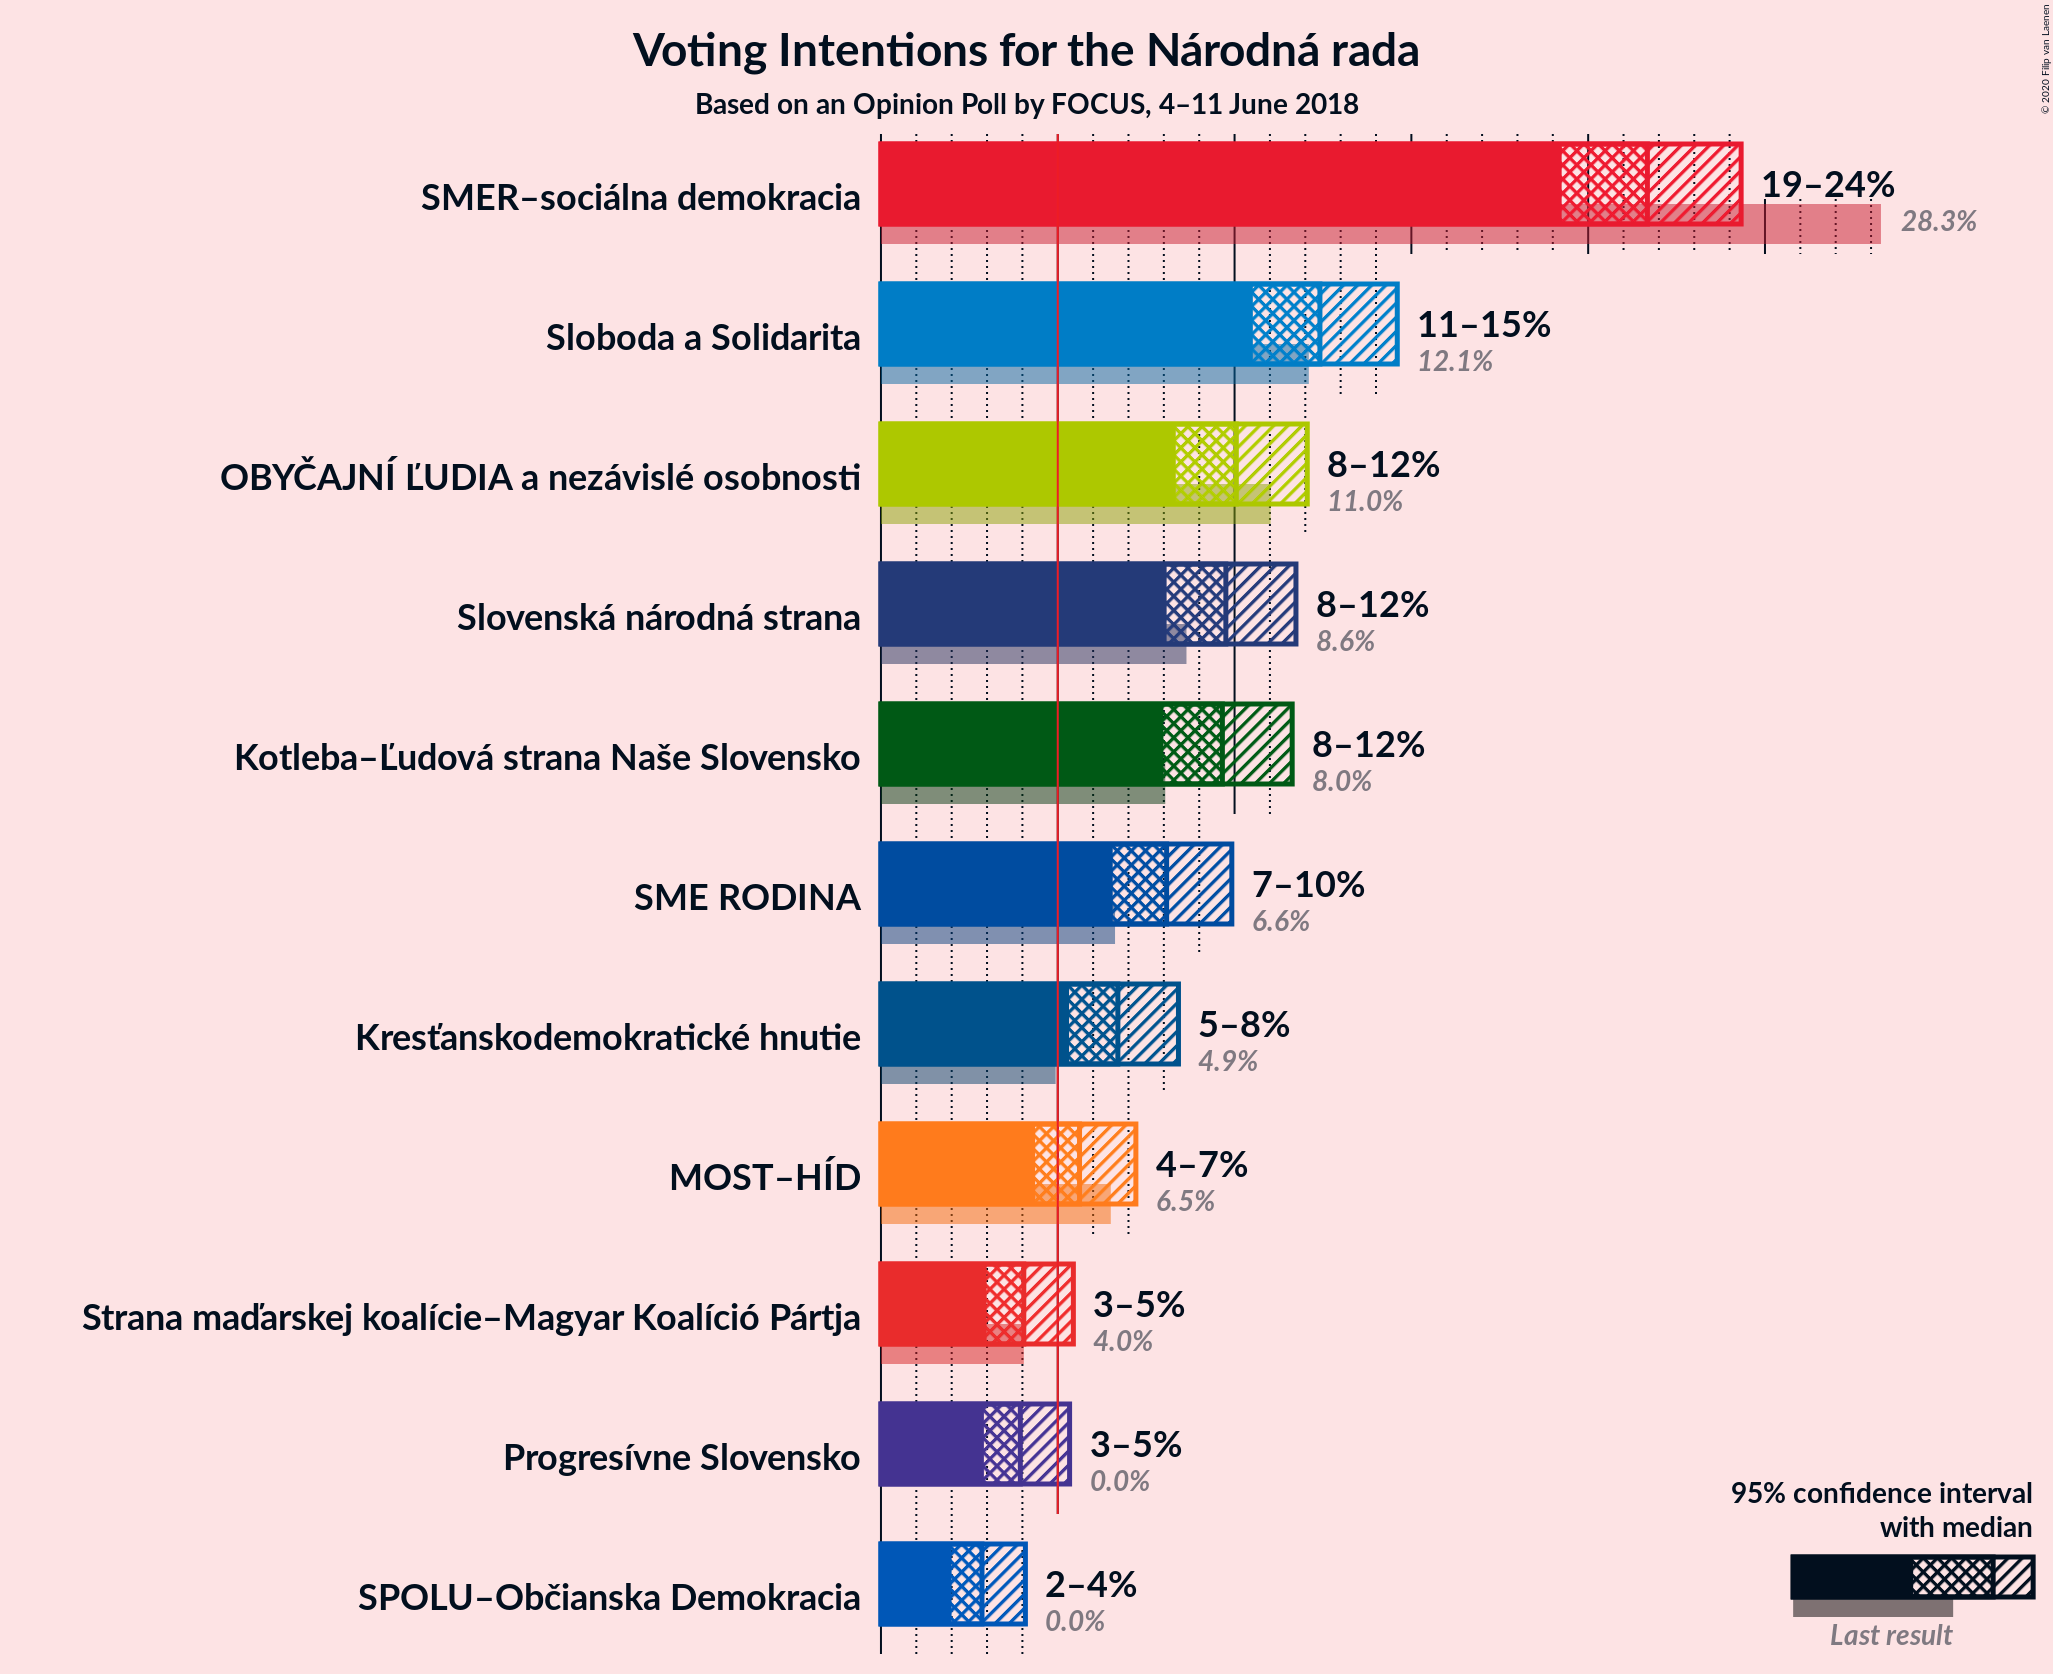 Voting Intentions for the Národná rada
Based on an Opinion Poll by FOCUS, 4–11 June 2018
© 2020 Filip van Laenen
SMER–sociálna demokracia
19–24%
28.3%
Sloboda a Solidarita
11–15%
12.1%
OBYČAJNÍ ĽUDIA a nezávislé osobnosti
8–12%
11.0%
Slovenská národná strana
8–12%
8.6%
Kotleba–Ľudová strana Naše Slovensko
8–12%
8.0%
SME RODINA
7–10%
6.6%
Kresťanskodemokratické hnutie
5–8%
4.9%
MOST–HÍD
4–7%
6.5%
Strana maďarskej koalície–Magyar Koalíció Pártja
3–5%
4.0%
Progresívne Slovensko
3–5%
0.0%
SPOLU–Občianska Demokracia
2–4%
0.0%
95% confidence interval
with median
Last result